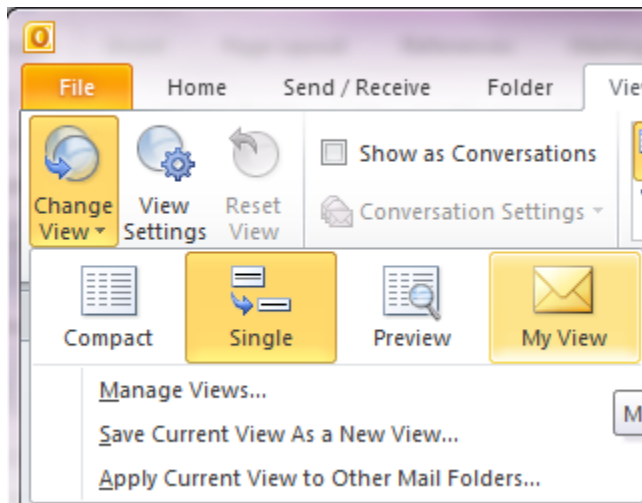 File Home Send / Receive Folder Vie
Change View View Settings Reset View
Show as Conversations
Conversation Settings
Compact Single Preview My View
Manage Views...
Save Current View As a New View...
Apply Current View to Other Mail Folders...
M